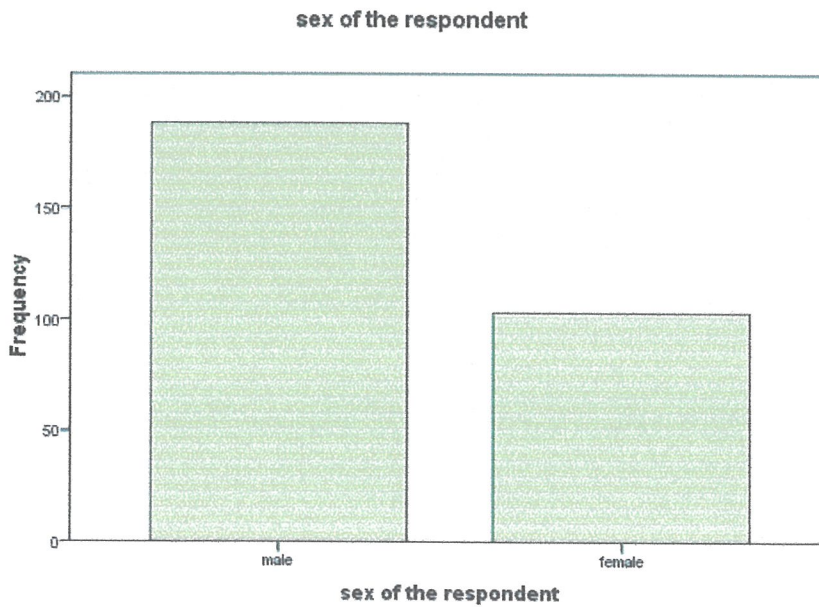 sex of the respondent
200
150
100
50
0
Frequency
male
female
sex of the respondent